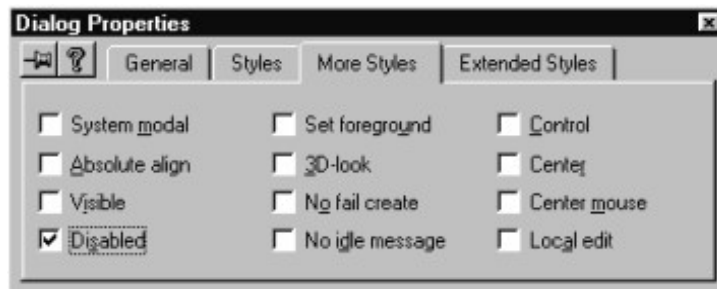 Dialog Properties
General Styles More Styles Extended Styles
System modal Set foreground Control
Absolute align 3D-look Center
Visible No fail create Center mouse
Disabled No idle message Local edit